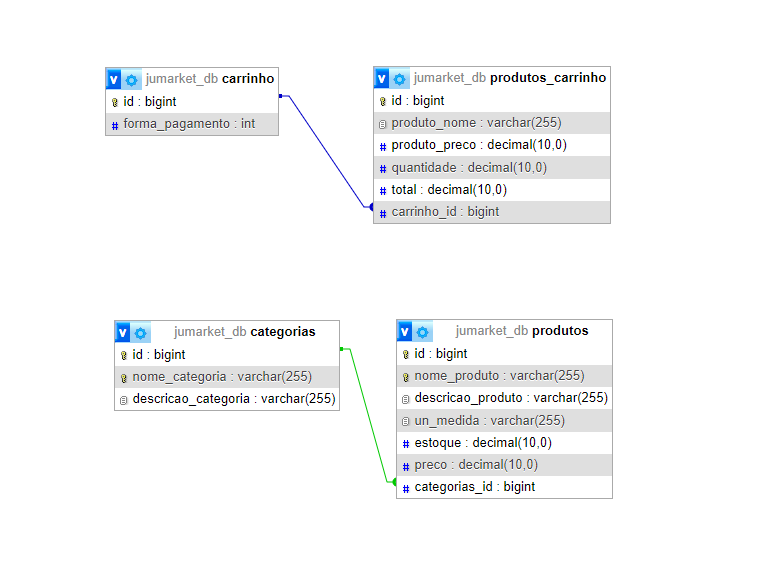 v jumarket_db carrinho
id : bigint
# forma_pagamento : int
v jumarket_db produtos_carrinho
id : bigint
produto_nome : varchar(255)
# produto_preco : decimal(10,0)
# quantidade : decimal(10,0)
# total : decimal(10,0)
# carrinho_id : bigint
v jumarket_db categorias
id : bigint
nome_categoria : varchar(255)
descricao_categoria : varchar(255)
v jumarket_db produtos
id : bigint
nome_produto : varchar(255)
descricao_produto : varchar(255)
un_medida : varchar(255)
# estoque : decimal(10,0)
# preco : decimal(10,0)
# categorias_id : bigint